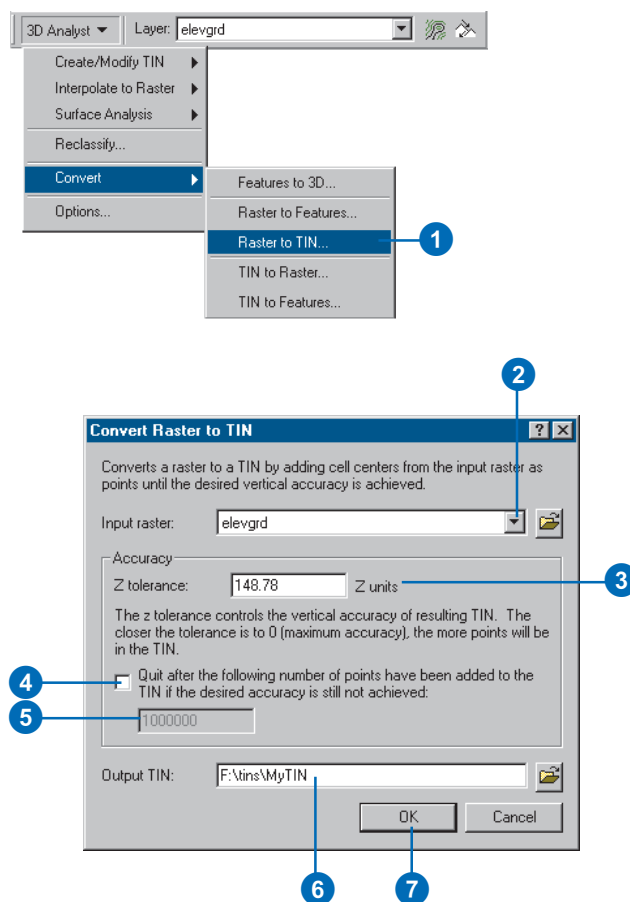 3D Analyst Layer: elevgrd
Create/Modify TIN
Interpolate to Raster
Surface Analysis
Reclassify...
Convert
Options...
Features to 3D...
Raster to Features...
Raster to TIN...
TIN to Raster...
TIN to Features...
1
2
Convert Raster to TIN
Converts a raster to a TIN by adding cell centers from the input raster as
points until the desired vertical accuracy is achieved.
Input raster: elevgrd
Accuracy
Z tolerance: 148.78 Z units
3
The z tolerance controls the vertical accuracy of resulting TIN. The
closer the tolerance is to 0 (maximum accuracy), the more points will be
in the TIN.
4
Quit after the following number of points have been added to the
TIN if the desired accuracy is still not achieved:
5
1000000
Output TIN: F:\tins\MyTIN
OK Cancel
6
7